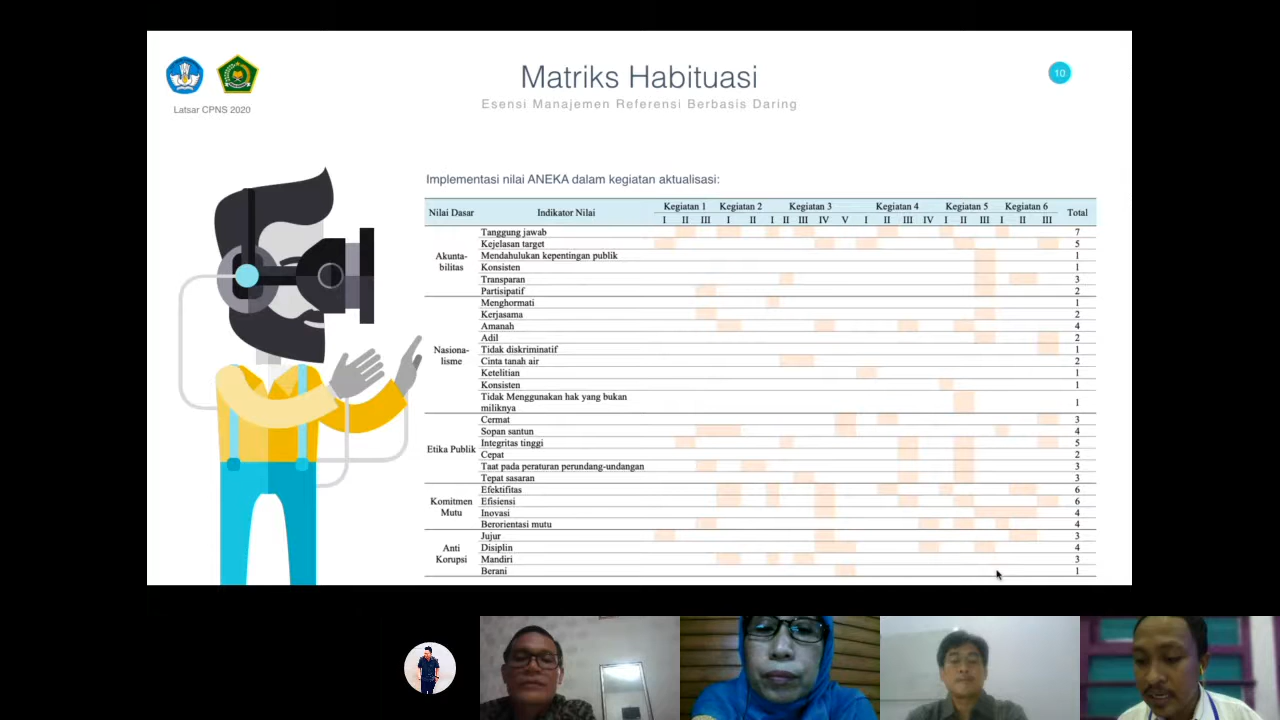 Latsar CPNS 2020
Matriks Habituasi
Esensi Manajemen Referensi Berbasis Daring
10
Implementasi nilai ANEKA dalam kegiatan aktualisasi:
Nilai Dasar Indikator Nilai Kegiatan 1 Kegiatan 2 Kegiatan 3 Kegiatan 4 Kegiatan 5 Kegiatan 6 Total
I II III I II I II III IV V I II III IV I II III I II III
Akunta-
bilitas
Tanggung jawab 7
Kejelasan target 5
Mendahulukan kepentingan publik 1
Konsisten 1
Transparan 3
Partisipatif 2
Nasiona-
lisme
Menghormati 1
Kerjasama 2
Amanah 4
Adil 2
Tidak diskriminatif 1
Cinta tanah air 2
Ketelitian 1
Konsisten 1
Tidak Menggunakan hak yang bukan
miliknya 1
Etika Publik
Cermat 3
Sopan santun 4
Integritas tinggi 5
Cepat 2
Taat pada peraturan perundang-undangan 3
Tepat sasaran 3
Komitmen
Mutu
Efektifitas 6
Efisiensi 6
Inovasi 4
Berorientasi mutu 4
Anti
Korupsi
Jujur 3
Disiplin 4
Mandiri 3
Berani 1